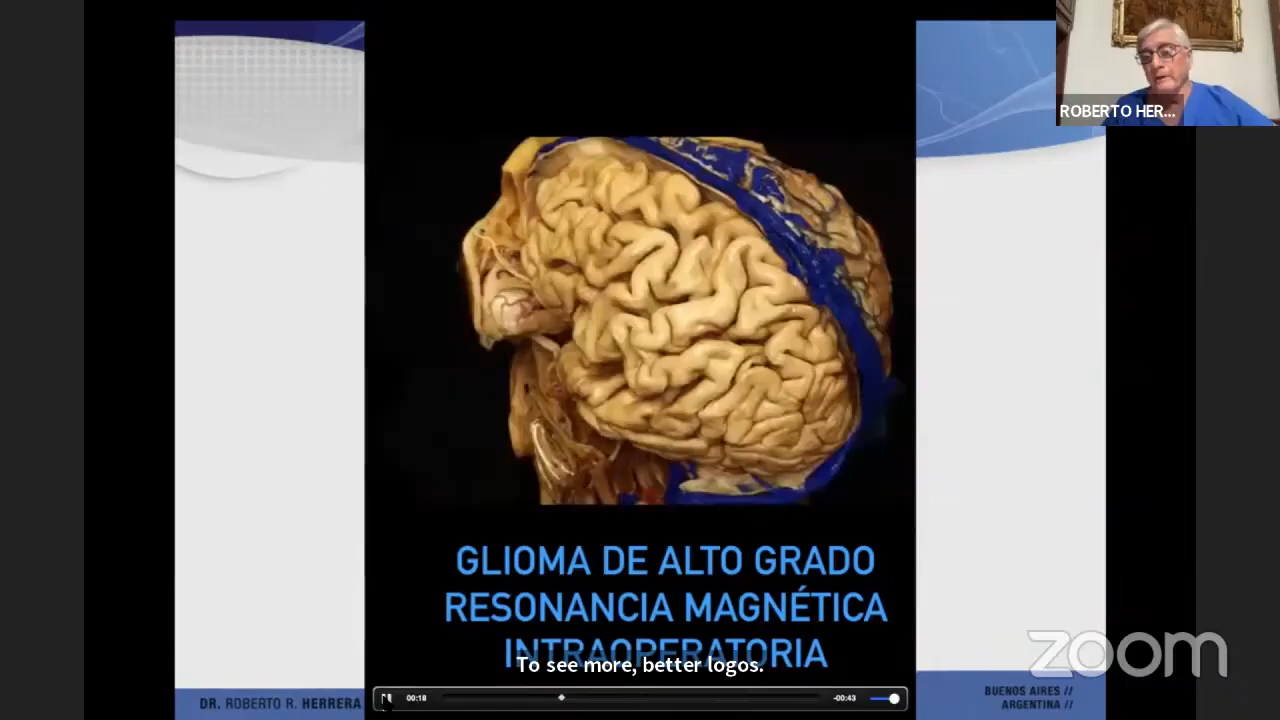 ROBERTO HER...
GLIOMA DE ALTO GRADO
RESONANCIA MAGNÉTICA
INTRAOPERATORIA
To see more, better logos.
zoom
00:18
-00:43
DR. ROBERTO R. HERRERA
BUENOS AIRES //
ARGENTINA //